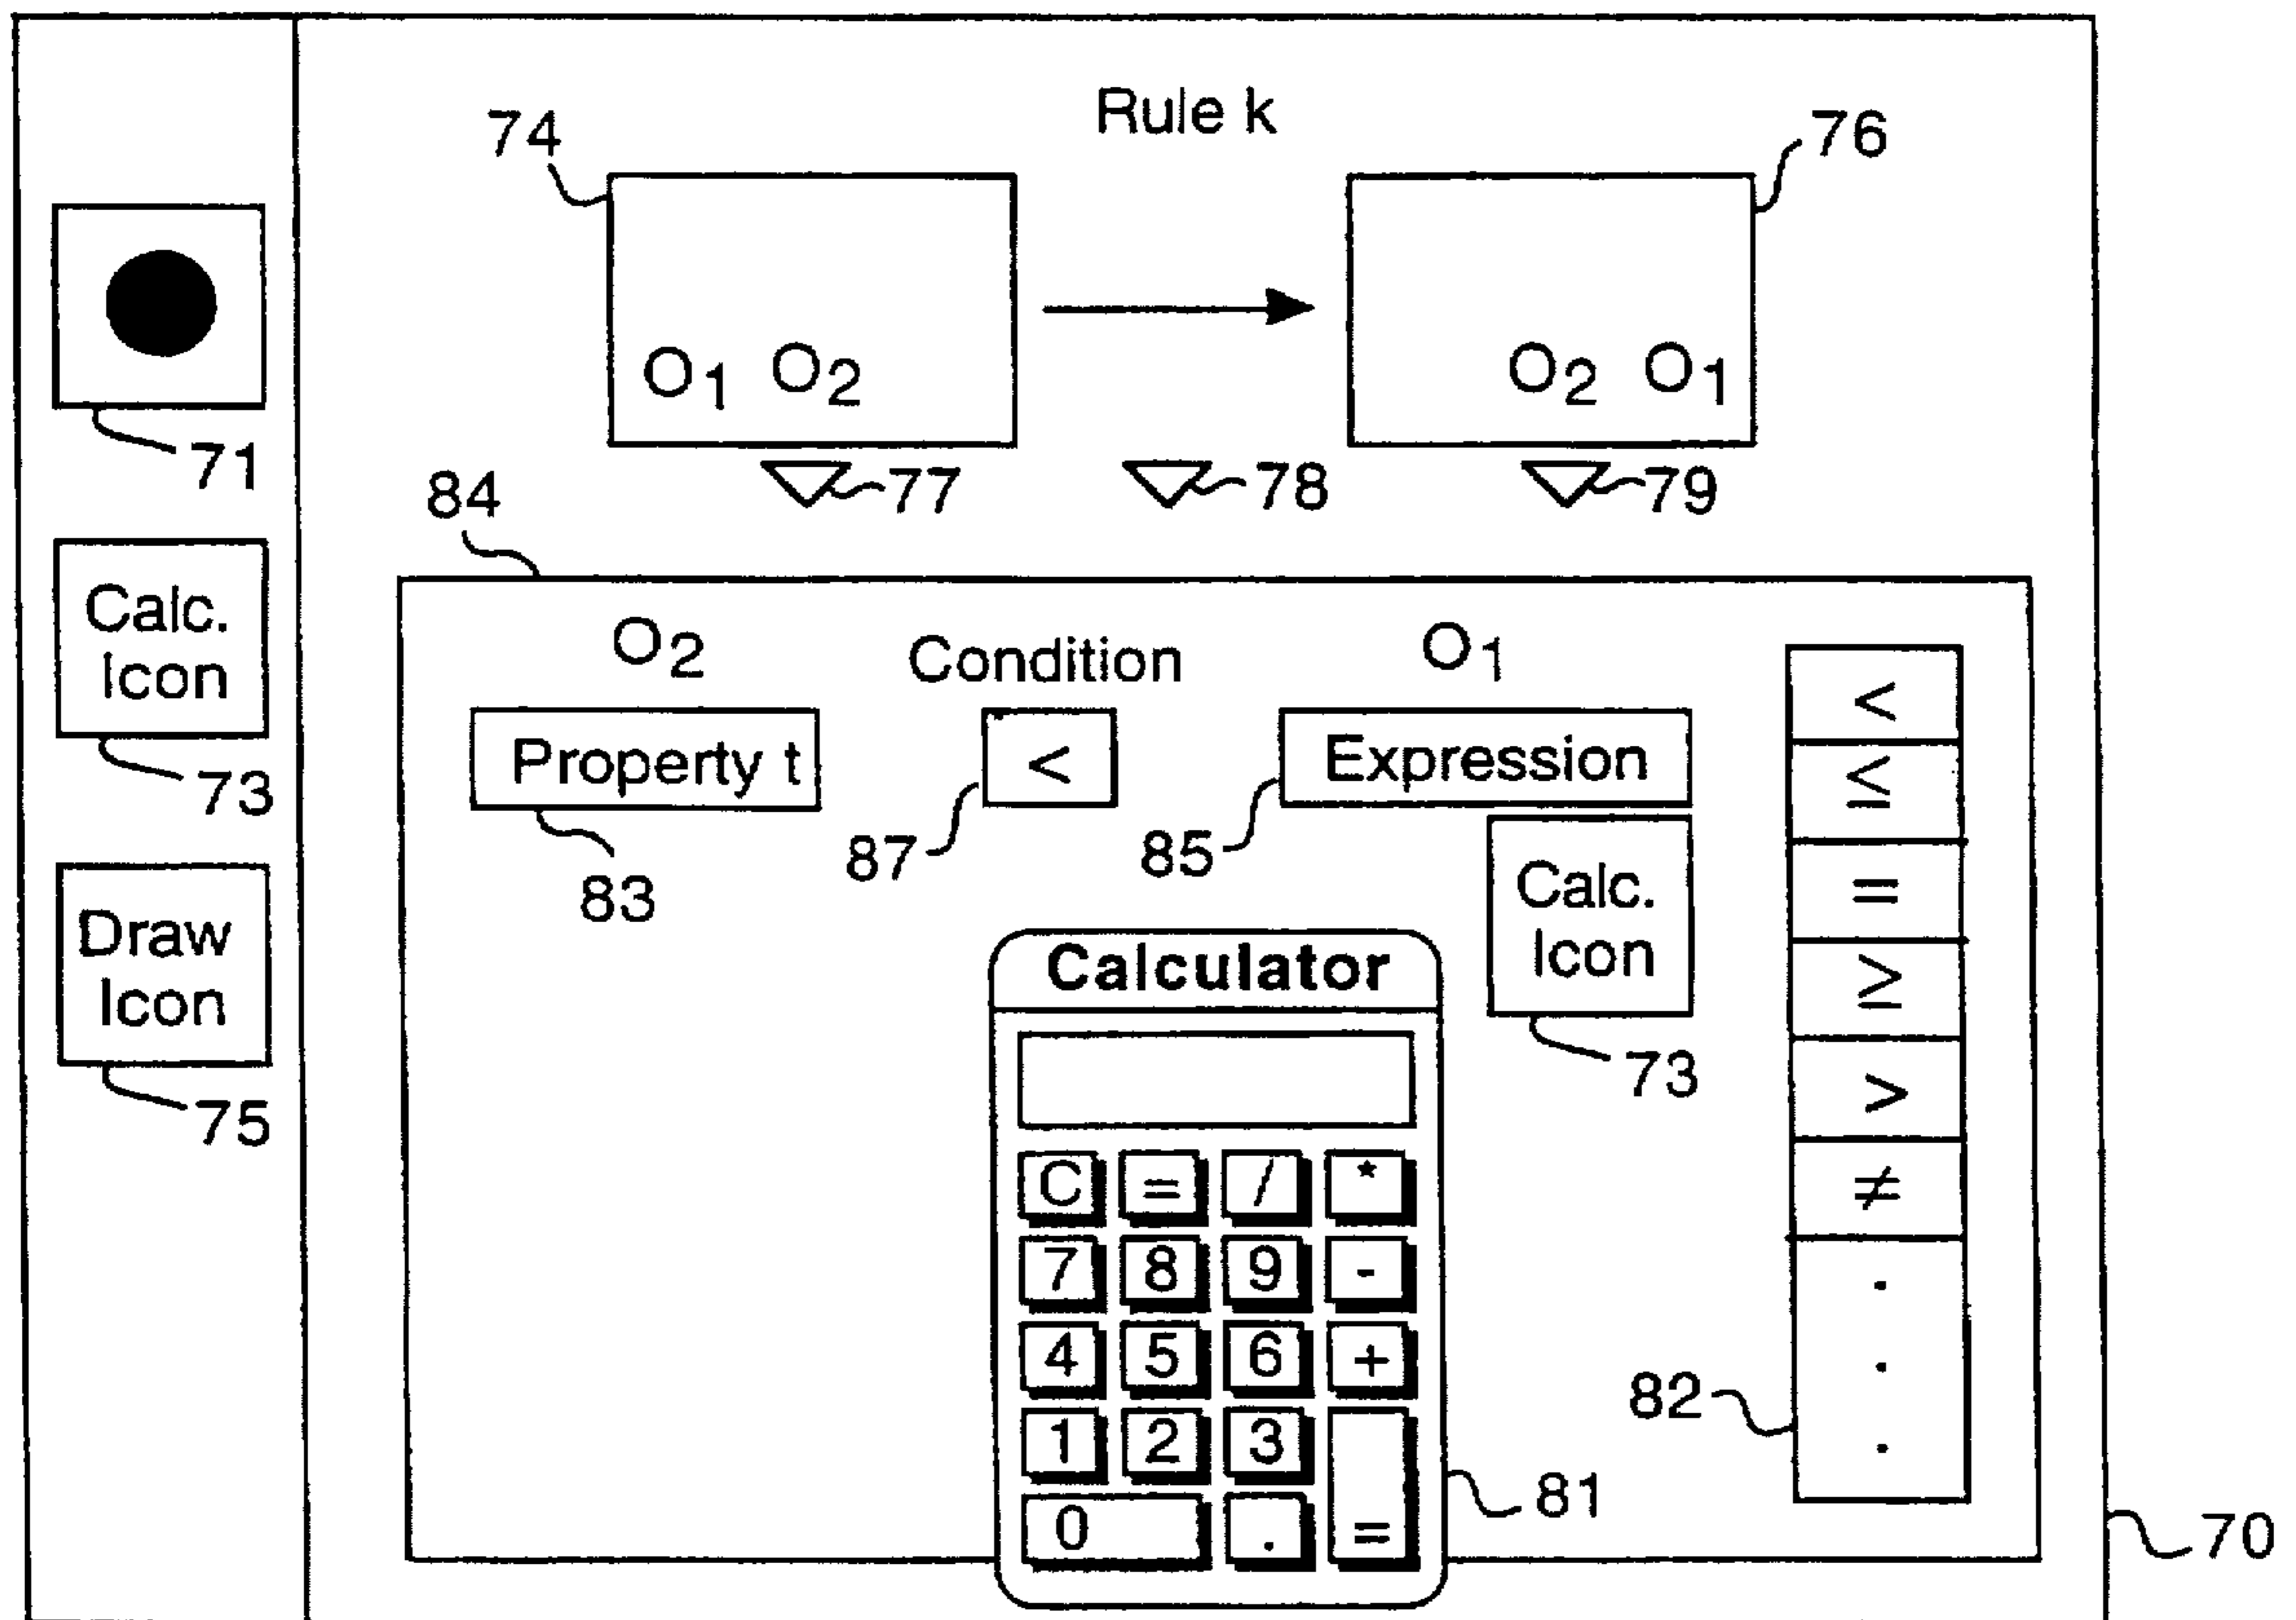 Rule k
74
76
O1 O2
O2 O1
71
77
78
79
84
Calc.
Icon
73
O2
Condition
O1
Property t
<
Expression
83
87
85
Calc.
Icon
73
Draw
Icon
75
<
≤
=
≥
>
≠
.
.
.
82
Calculator
C = / *
7 8 9 -
4 5 6 +
1 2 3
0 . =
81
70